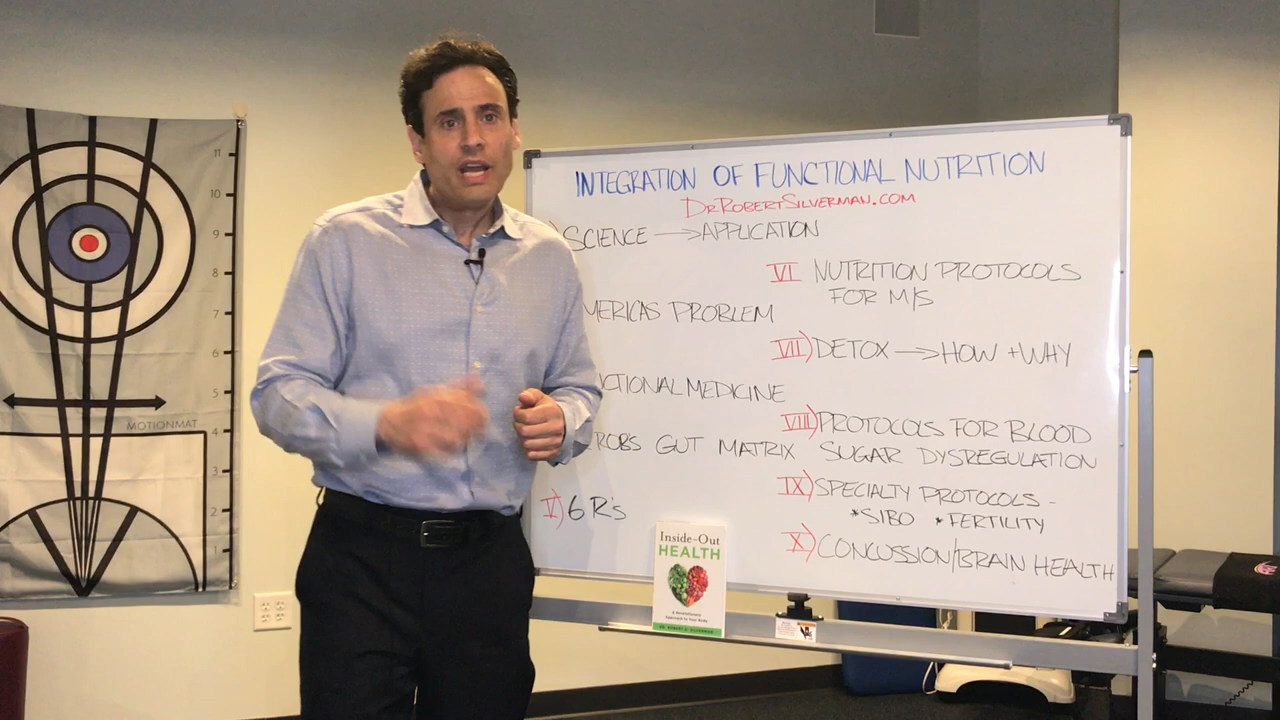 INTEGRATION OF FUNCTIONAL NUTRITION
DRROBERTSILVERMAN.COM
SCIENCE → APPLICATION
MERICAS PROBLEM
CTIONAL MEDICINE
ROBS GUT MATRIX
V) 6 R's
VI NUTRITION PROTOCOLS
FOR M/S
VII) DETOX → HOW + WHY
VIII) PROTOCOLS FOR BLOOD
SUGAR DYSREGULATION
IX) SPECIALTY PROTOCOLS -
*SIBO *FERTILITY
X) CONCUSSION/BRAIN HEALTH
Inside-Out
HEALTH
MOTIONMAT
11
10
9
8
7
6
5
4
3
2
1